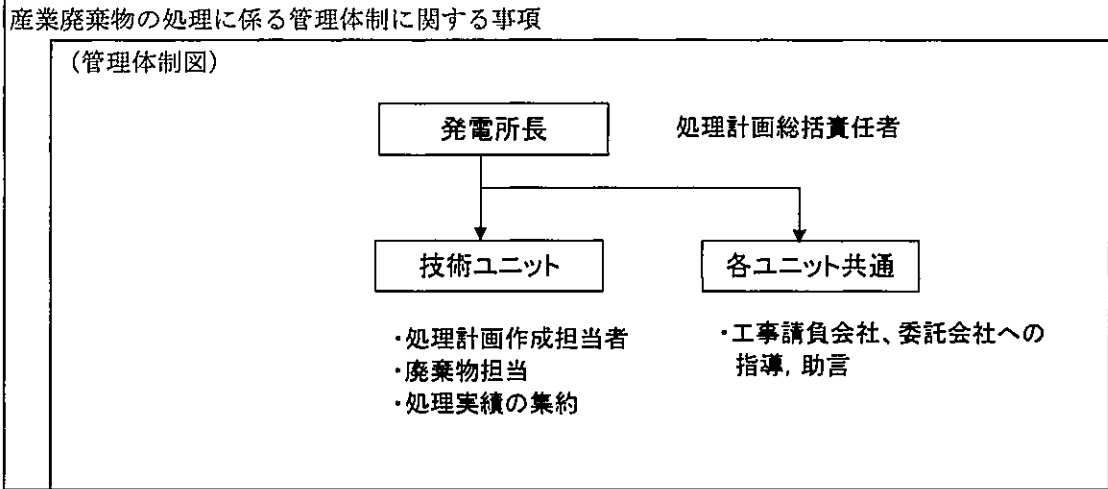 産業廃棄物の処理に係る管理体制に関する事項
（管理体制図）
発電所長
処理計画総括責任者
技術ユニット
各ユニット共通
・処理計画作成担当者
・廃棄物担当
・処理実績の集約
・工事請負会社、委託会社への
指導，助言